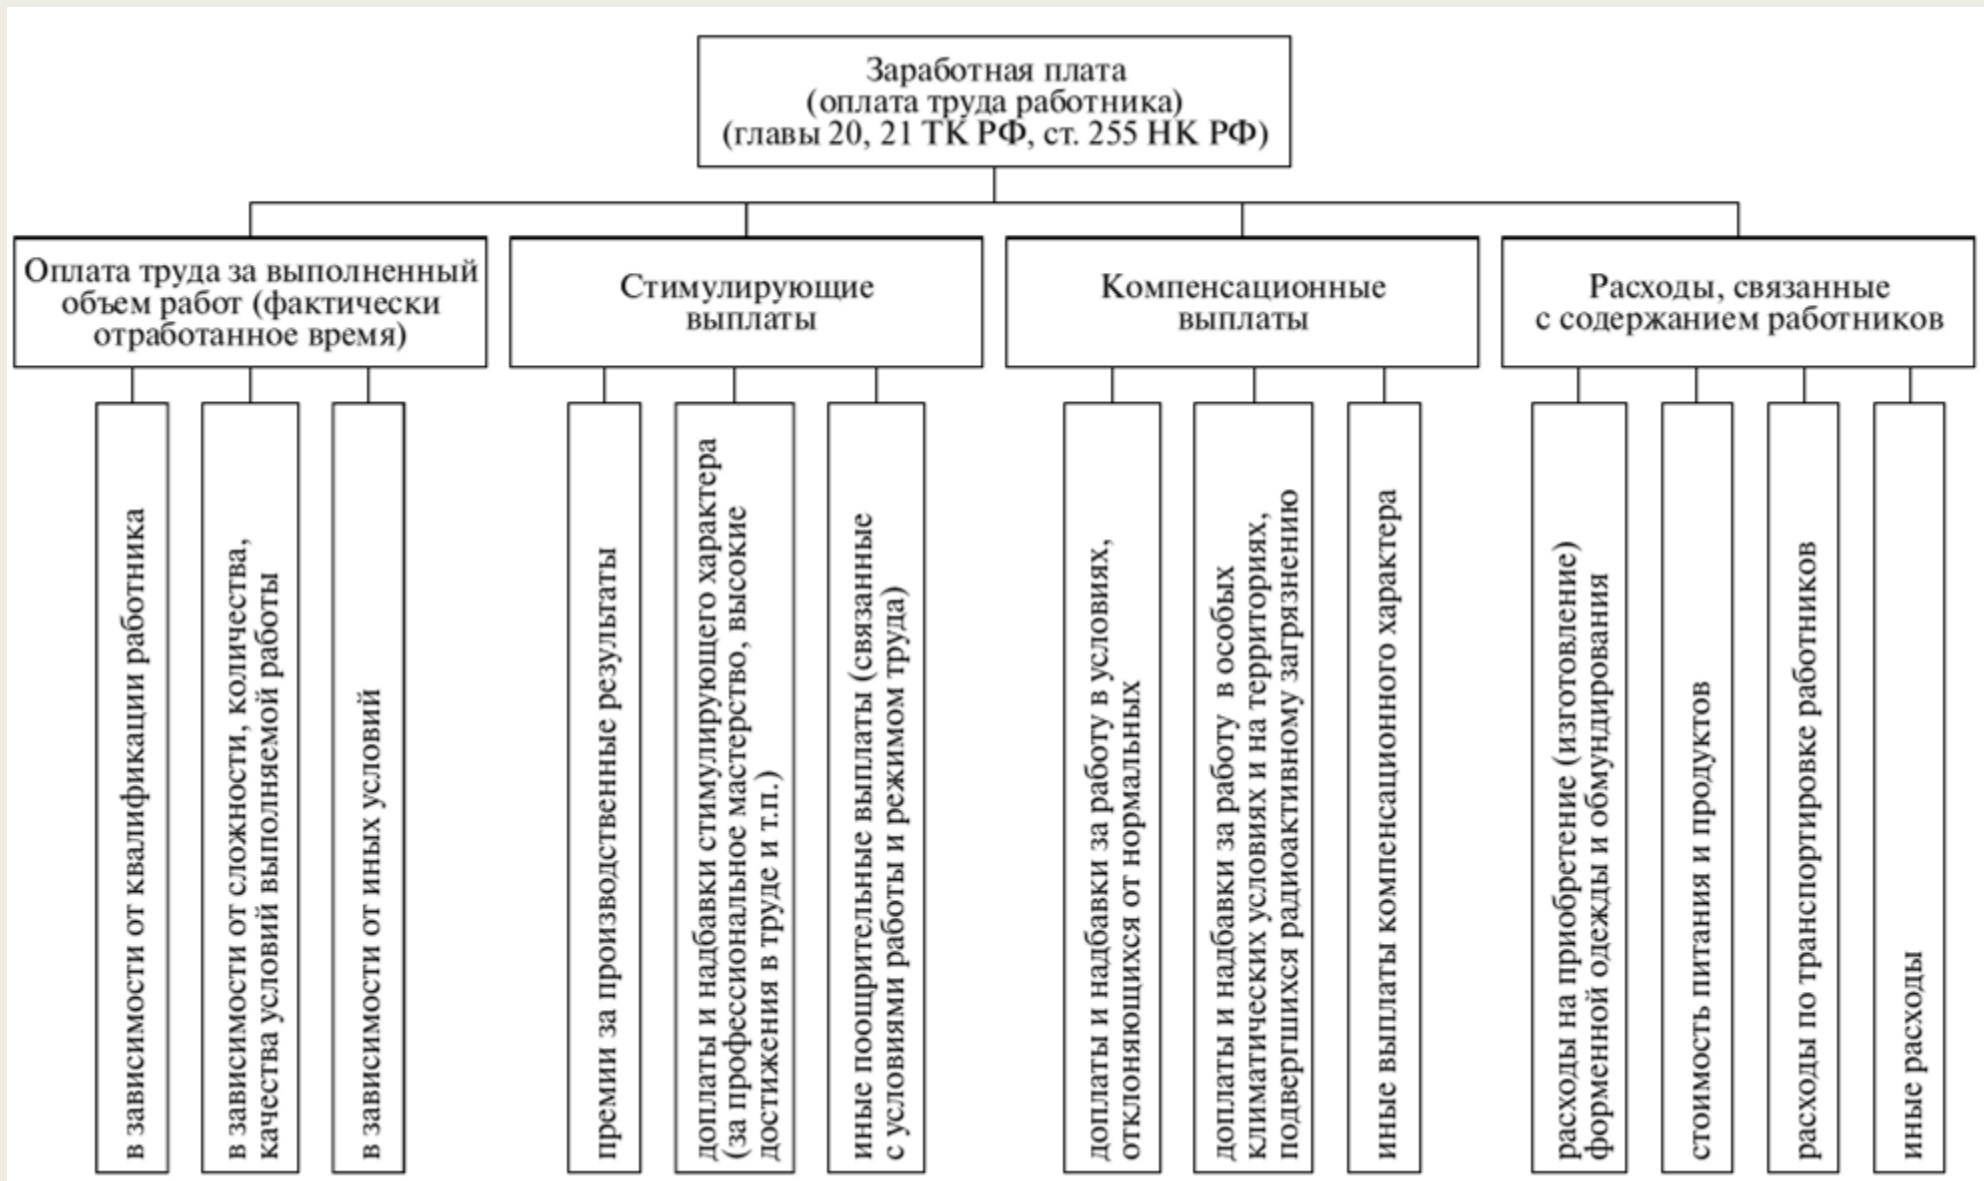 Заработная плата
(оплата труда работника)
(главы 20, 21 ТК РФ, ст. 255 НК РФ)
Оплата труда за выполненный
объем работ (фактически
отработанное время)
Стимулирующие
выплаты
Компенсационные
выплаты
Расходы, связанные
с содержанием работников
в зависимости от квалификации работника
в зависимости от сложности, количества,
качества условий выполняемой работы
в зависимости от иных условий
премии за производственные результаты
доплаты и надбавки стимулирующего характера
(за профессиональное мастерство, высокие
достижения в труде и т.п.)
иные поощрительные выплаты (связанные
с условиями работы и режимом труда)
доплаты и надбавки за работу в условиях,
отклоняющихся от нормальных
доплаты и надбавки за работу в особых
климатических условиях и на территориях,
подвергшихся радиоактивному загрязнению
иные выплаты компенсационного характера
расходы на приобретение (изготовление)
форменной одежды и обмундирования
стоимость питания и продуктов
расходы по транспортировке работников
иные расходы